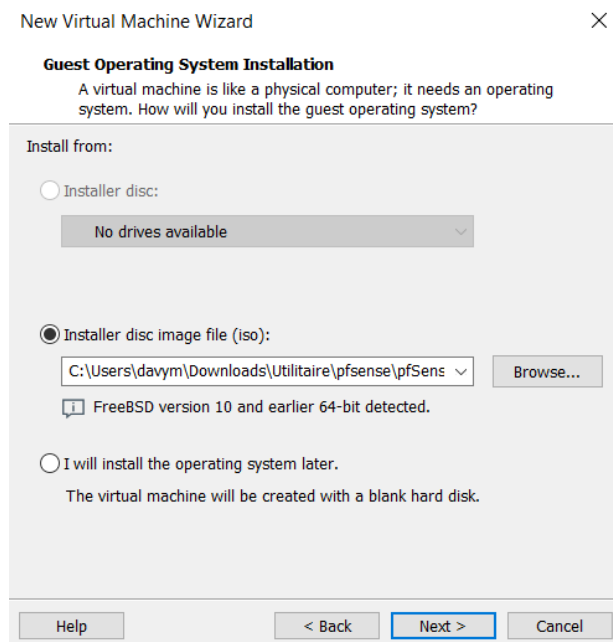 New Virtual Machine Wizard
Guest Operating System Installation
A virtual machine is like a physical computer; it needs an operating
system. How will you install the guest operating system?
Install from:
Installer disc:
No drives available
Installer disc image file (iso):
C:\Users\davym\Downloads\Utilitaire\pfsense\pfSens
Browse...
FreeBSD version 10 and earlier 64-bit detected.
I will install the operating system later.
The virtual machine will be created with a blank hard disk.
Help
< Back
Next >
Cancel